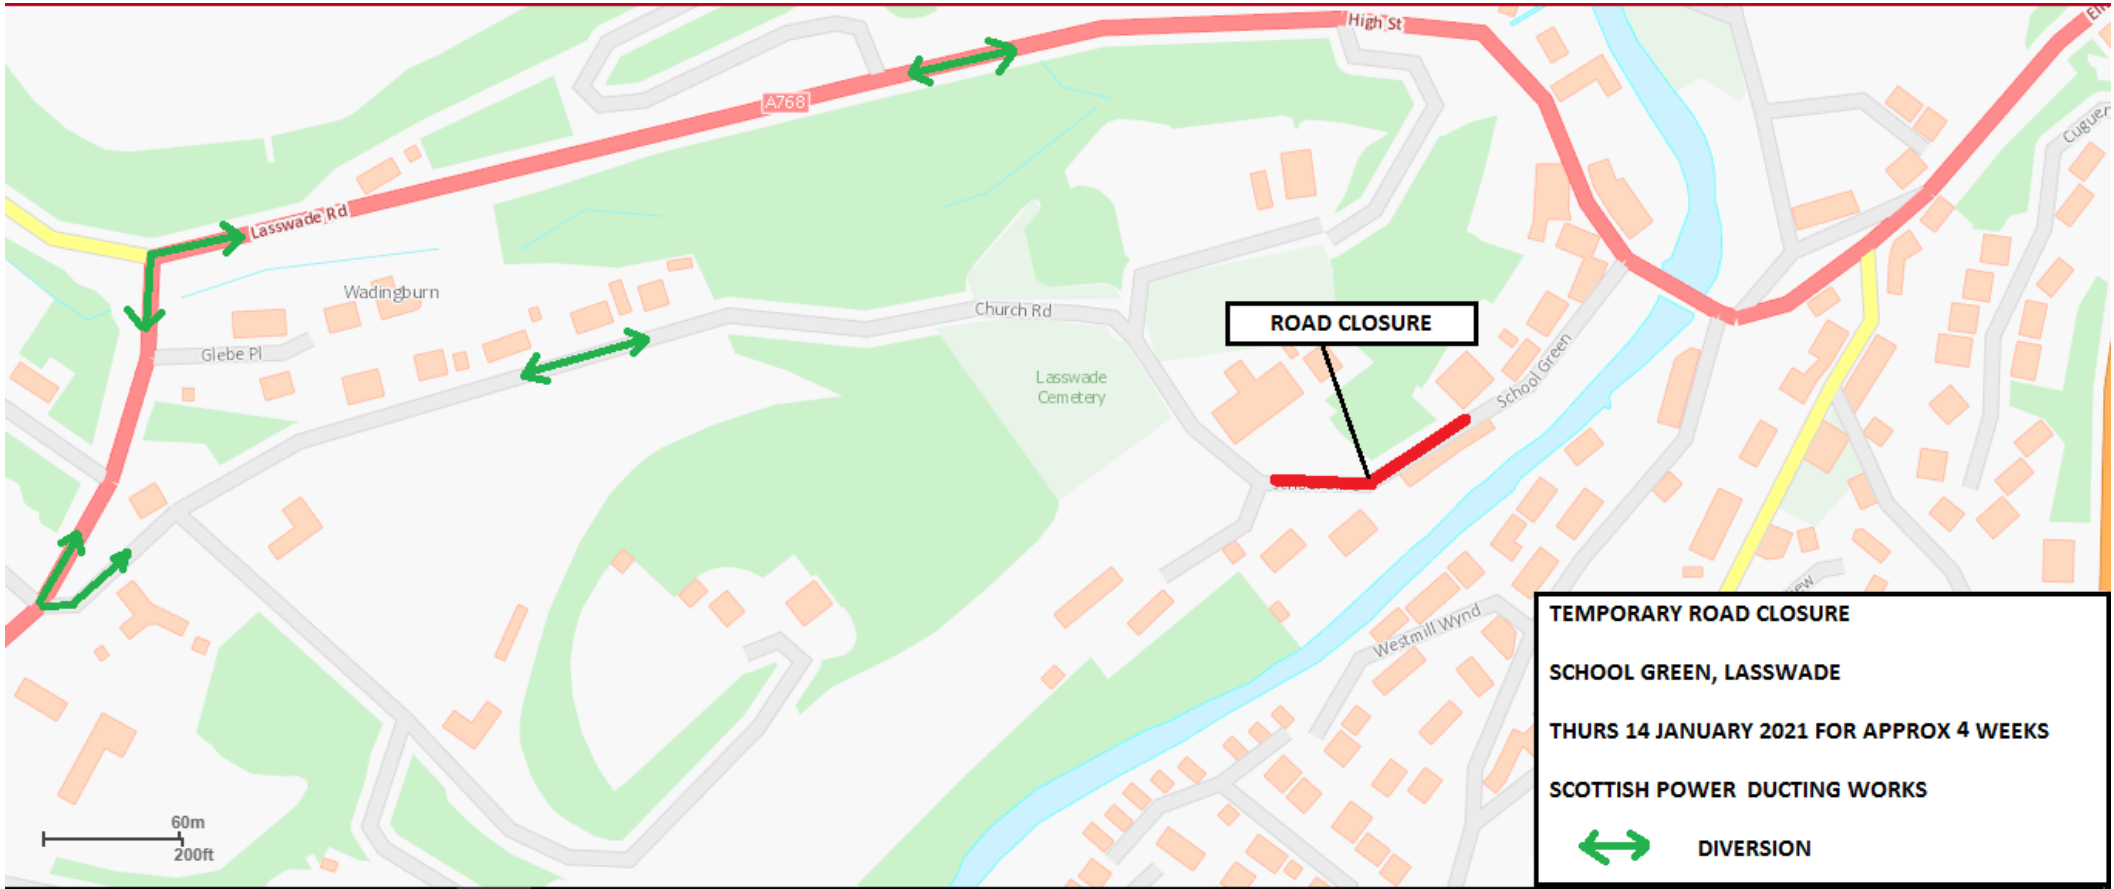 High St
A768
Lasswade Rd
Wadingburn
Glebe Pl
Church Rd
Lasswade
Cemetery
ROAD CLOSURE
School Green
Westmill Wynd
60m
200ft
TEMPORARY ROAD CLOSURE
SCHOOL GREEN, LASSWADE
THURS 14 JANUARY 2021 FOR APPROX 4 WEEKS
SCOTTISH POWER DUCTING WORKS
DIVERSION